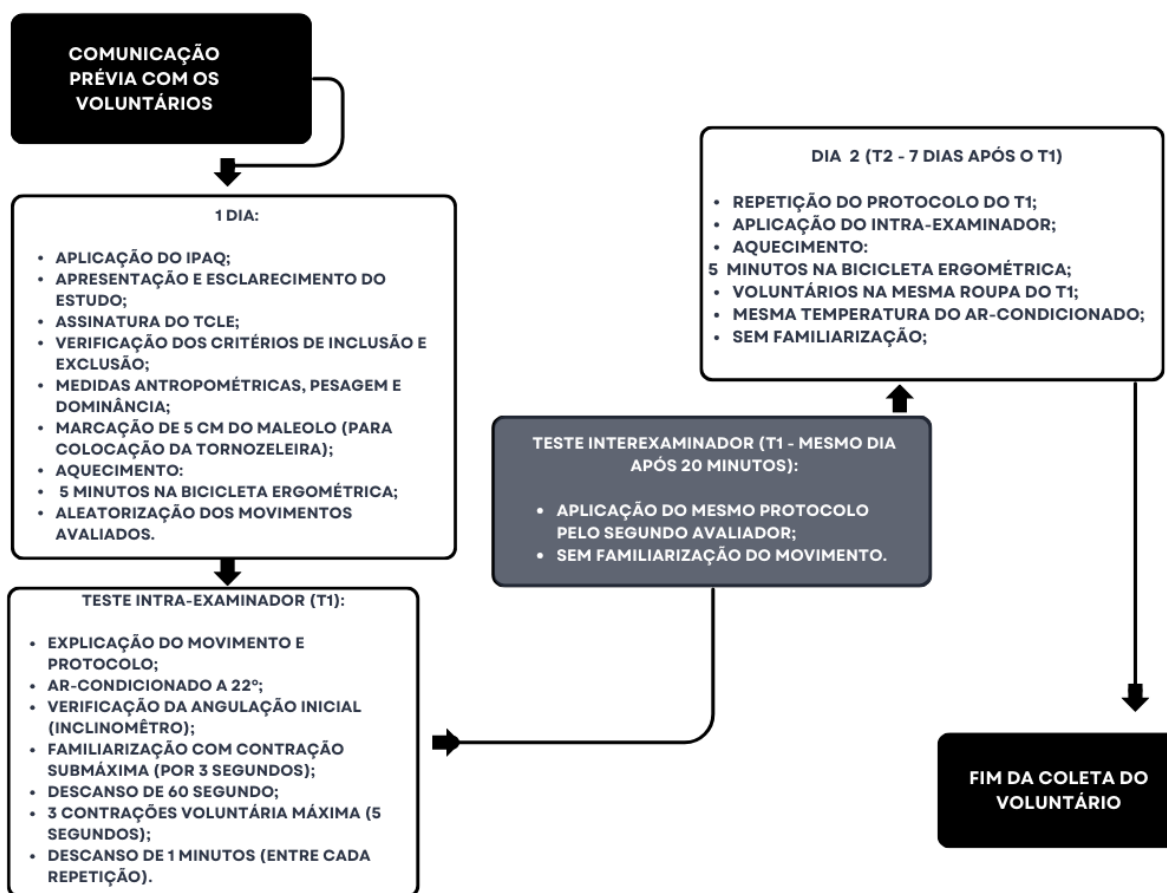 COMUNICAÇÃO
PRÉVIA COM OS
VOLUNTÁRIOS
1 DIA:
• APLICAÇÃO DO IPAQ;
• APRESENTAÇÃO E ESCLARECIMENTO DO
ESTUDO;
• ASSINATURA DO TCLE;
• VERIFICAÇÃO DOS CRITÉRIOS DE INCLUSÃO E
EXCLUSÃO;
• MEDIDAS ANTROPOMÉTRICAS, PESAGEM E
DOMINÂNCIA;
• MARCAÇÃO DE 5 CM DO MALEOLO (PARA
COLOCAÇÃO DA TORNOZELEIRA);
• AQUECIMENTO:
• 5 MINUTOS NA BICICLETA ERGOMÉTRICA;
• ALEATORIZAÇÃO DOS MOVIMENTOS
AVALIADOS.
TESTE INTRA-EXAMINADOR (T1):
• EXPLICAÇÃO DO MOVIMENTO E
PROTOCOLO;
• AR-CONDICIONADO A 22º;
• VERIFICAÇÃO DA ANGULAÇÃO INICIAL
(INCLINOMÊTRO);
• FAMILIARIZAÇÃO COM CONTRAÇÃO
SUBMÁXIMA (POR 3 SEGUNDOS);
• DESCANSO DE 60 SEGUNDO;
• 3 CONTRAÇÕES VOLUNTÁRIA MÁXIMA (5
SEGUNDOS);
• DESCANSO DE 1 MINUTOS (ENTRE CADA
REPETIÇÃO).
TESTE INTEREXAMINADOR (T1 - MESMO DIA
APÓS 20 MINUTOS):
• APLICAÇÃO DO MESMO PROTOCOLO
PELO SEGUNDO AVALIADOR;
• SEM FAMILIARIZAÇÃO DO MOVIMENTO.
DIA 2 (T2 - 7 DIAS APÓS O T1)
• REPETIÇÃO DO PROTOCOLO DO T1;
• APLICAÇÃO DO INTRA-EXAMINADOR;
• AQUECIMENTO:
5 MINUTOS NA BICICLETA ERGOMÉTRICA;
• VOLUNTÁRIOS NA MESMA ROUPA DO T1;
• MESMA TEMPERATURA DO AR-CONDICIONADO;
• SEM FAMILIARIZAÇÃO;
FIM DA COLETA DO
VOLUNTÁRIO